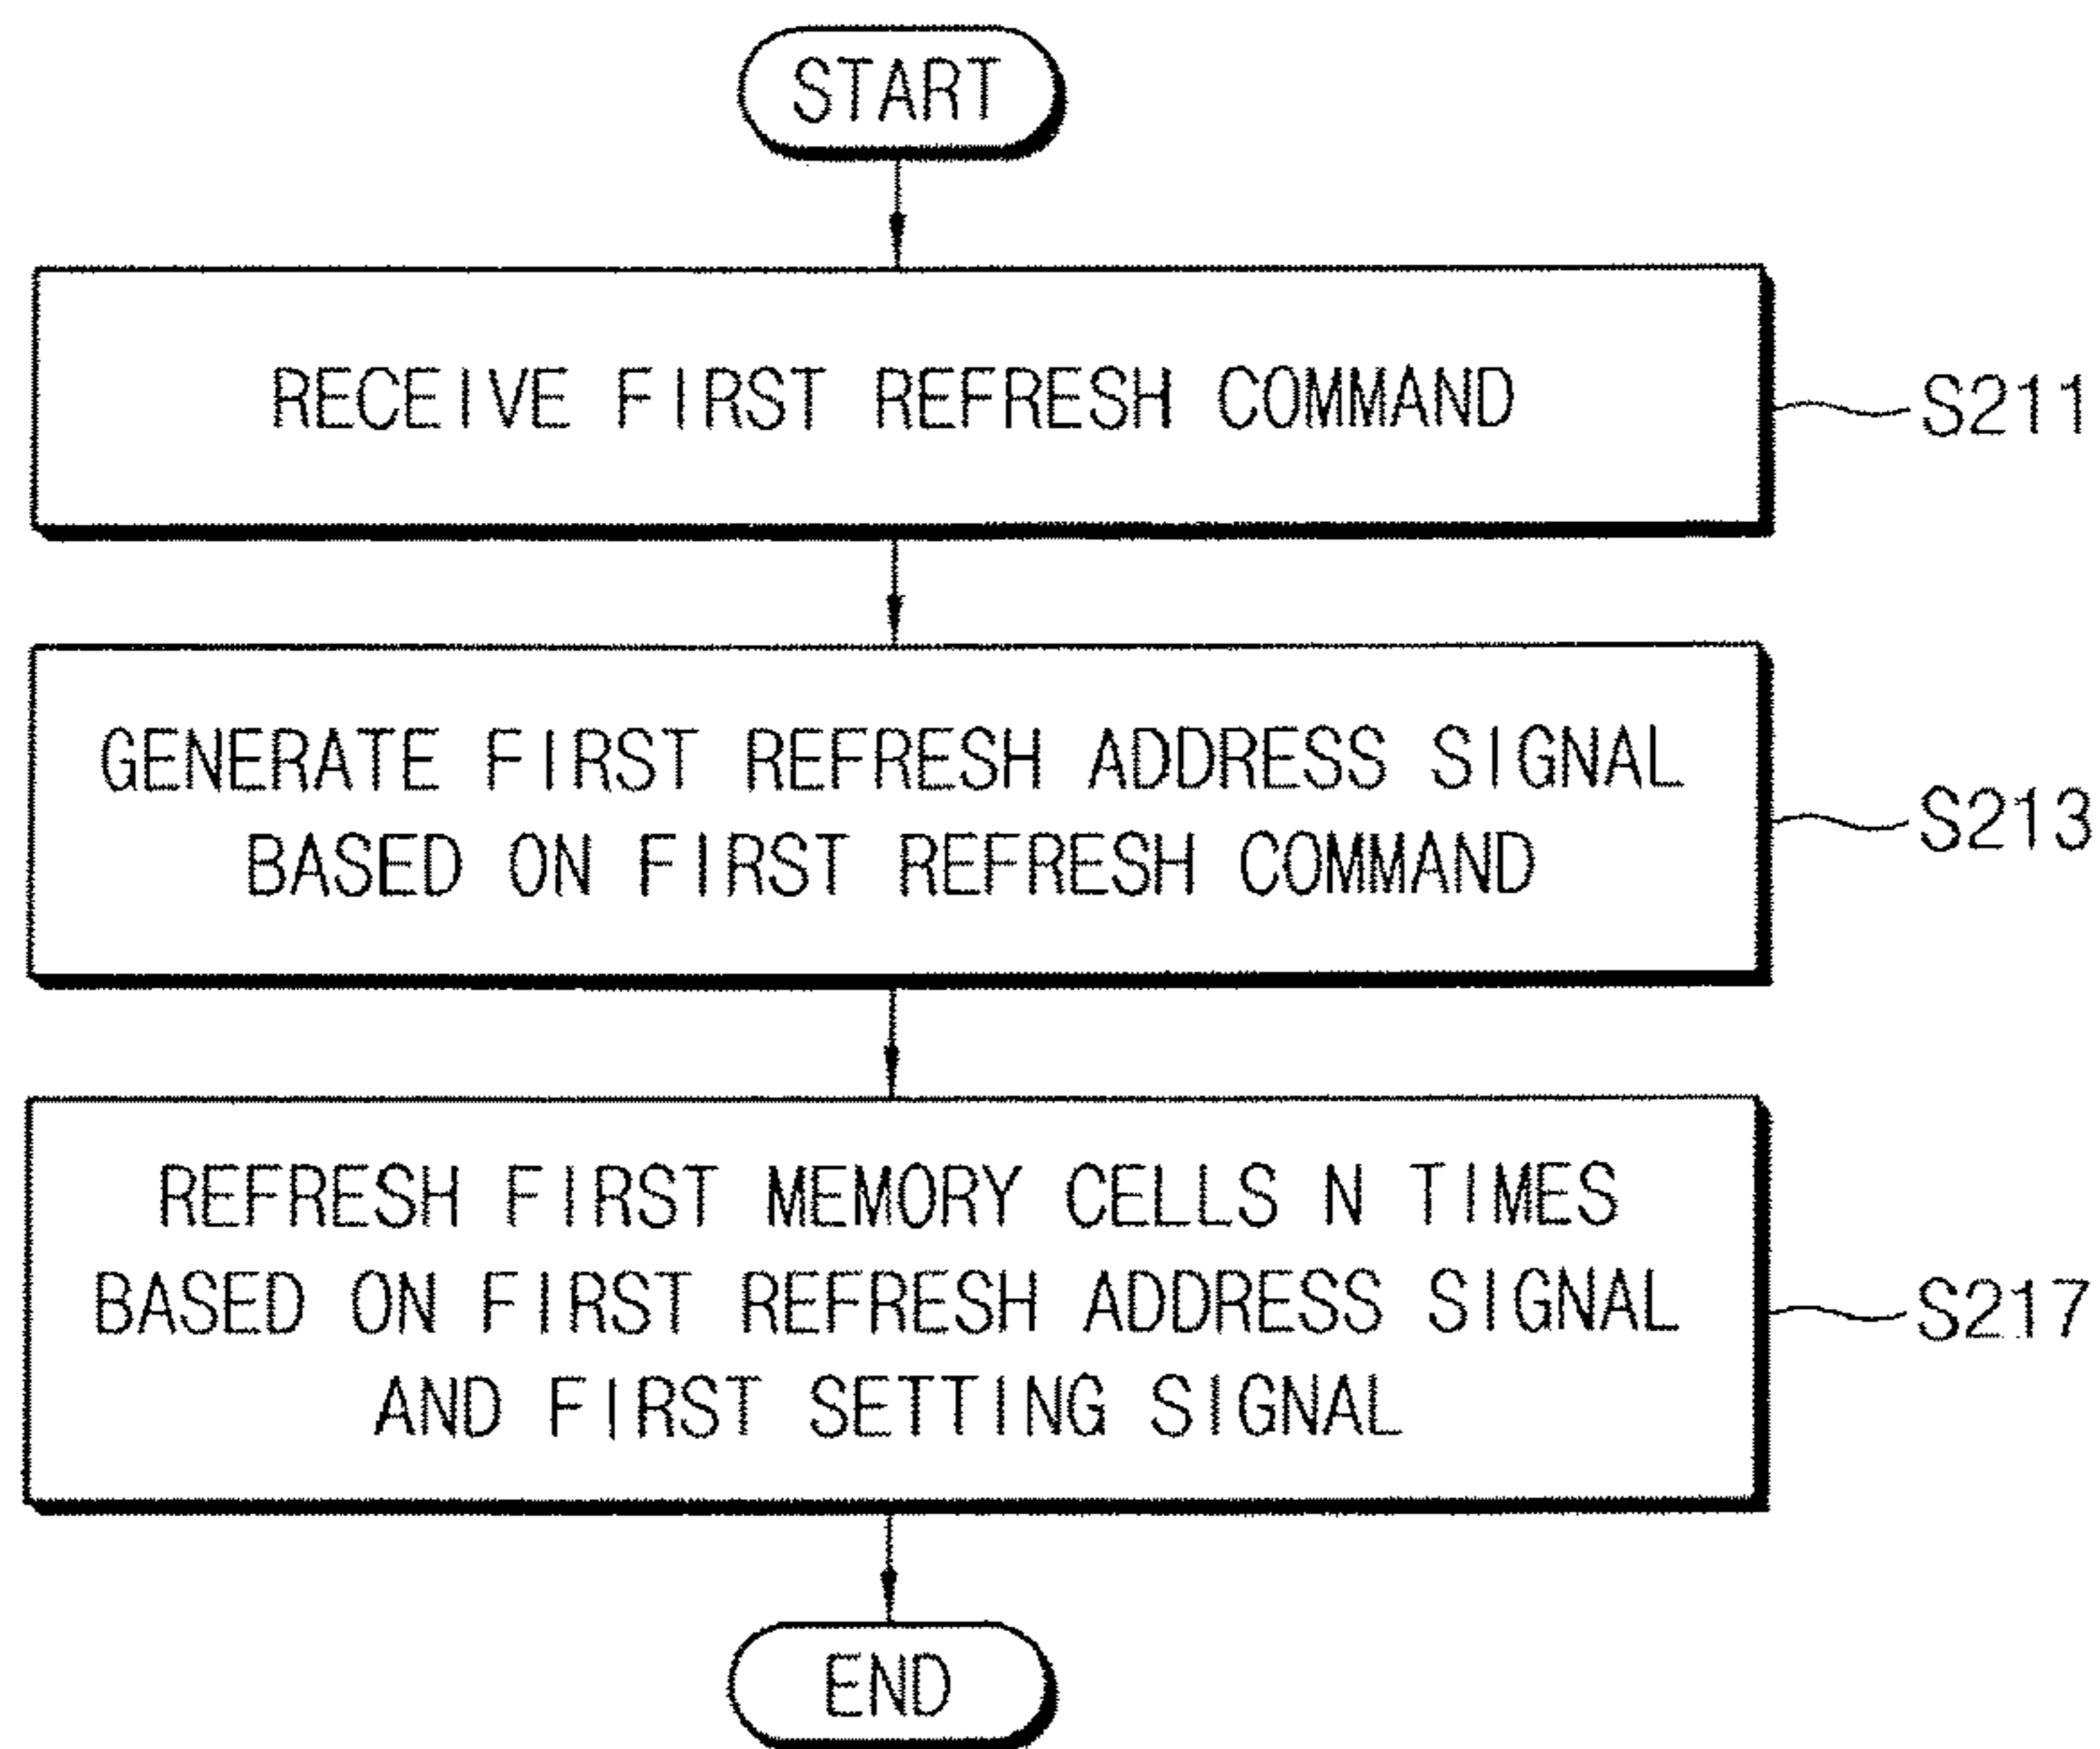 START
RECEIVE FIRST REFRESH COMMAND
S211
GENERATE FIRST REFRESH ADDRESS SIGNAL
BASED ON FIRST REFRESH COMMAND
S213
REFRESH FIRST MEMORY CELLS N TIMES
BASED ON FIRST REFRESH ADDRESS SIGNAL
AND FIRST SETTING SIGNAL
S217
END